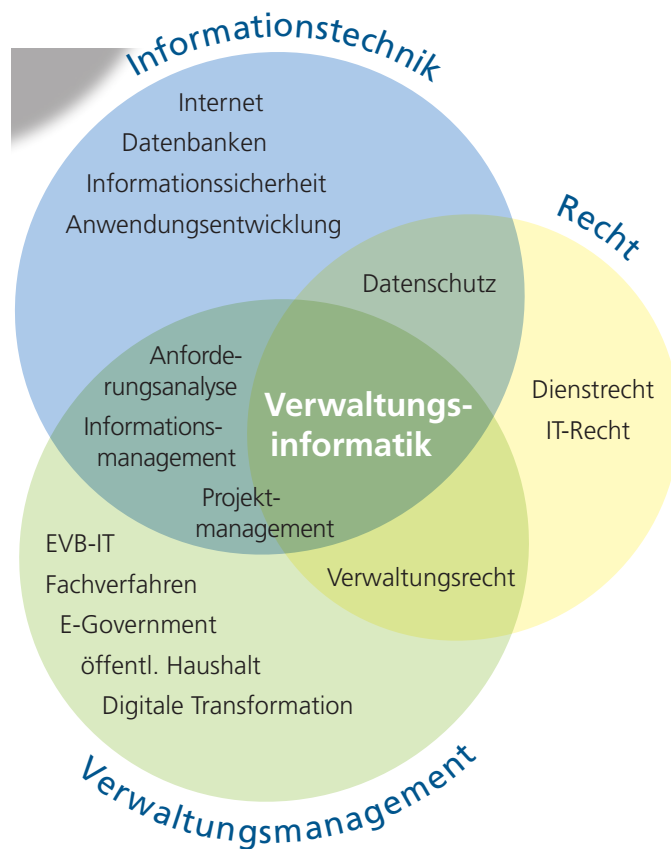 Informationstechnik
Internet
Datenbanken
Informationssicherheit
Anwendungsentwicklung
Recht
Datenschutz
Anforde-
rungsanalyse
Informations-
management
Projekt-
management
Verwaltungs-
informatik
Dienstrecht
IT-Recht
EVB-IT
Fachverfahren
E-Government
öffentl. Haushalt
Digitale Transformation
Verwaltungsrecht
Verwaltungsmanagement